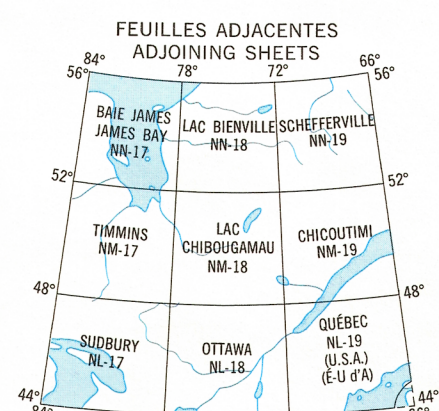 FEUILLES ADJACENTES
ADJOINING SHEETS
84° 78° 72° 66°
56° 56°
BAIE JAMES
JAMES BAY
NN-17
LAC BIENVILLE
NN-18
SCHEFFERVILLE
NN-19
52° 52°
TIMMINS
NM-17
LAC
CHIBOUGAMAU
NM-18
CHICOUTIMI
NM-19
48° 48°
SUDBURY
NL-17
OTTAWA
NL-18
QUÉBEC
NL-19
(U.S.A.)
(É-U d'A)
44° 44°
84°